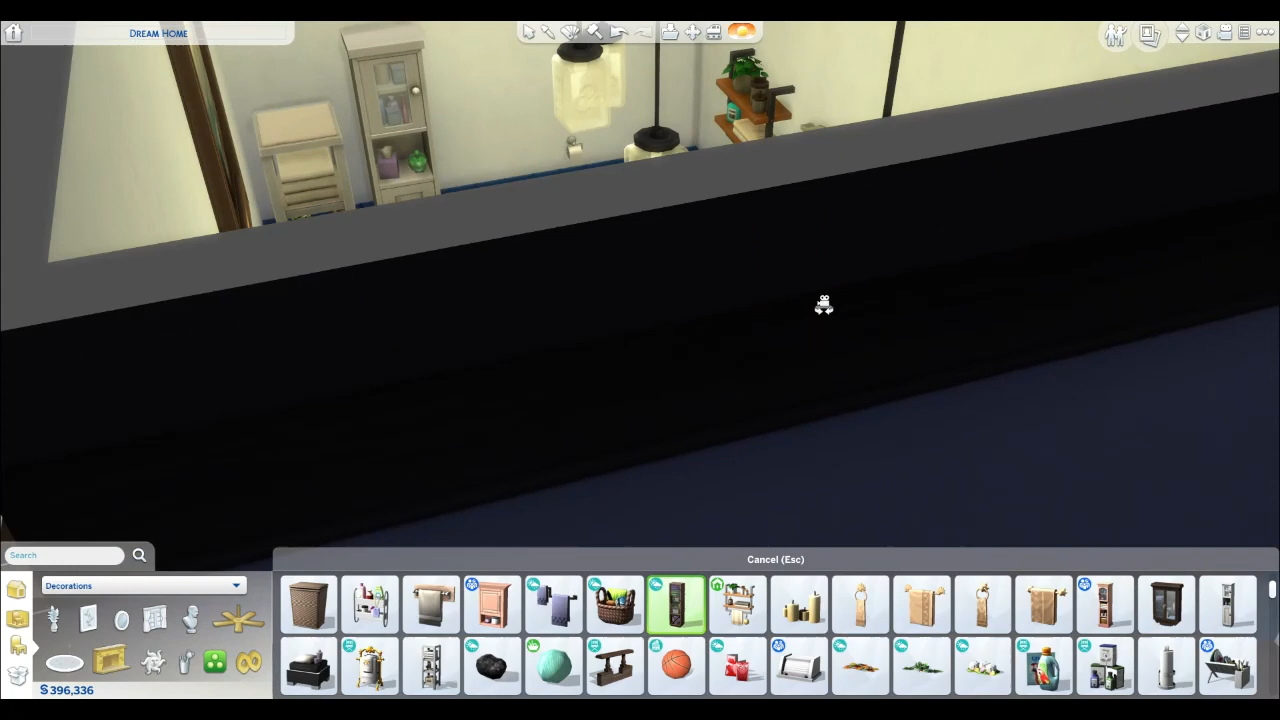 DREAM HOME
Cancel (Esc)
Search
Decorations
§396,336